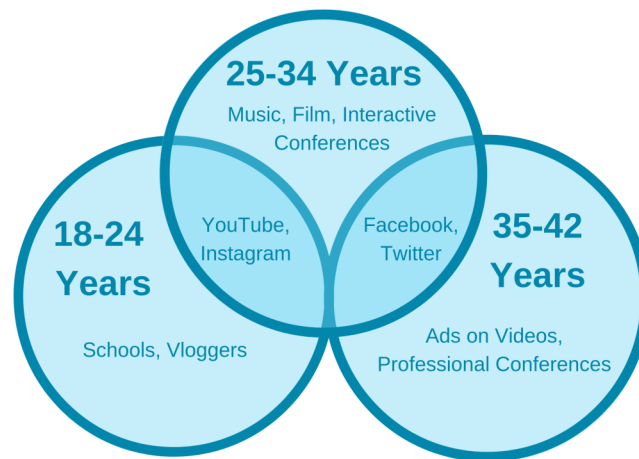 25-34 Years
Music, Film, Interactive
Conferences
18-24
Years
YouTube,
Instagram
Facebook,
Twitter
35-42
Years
Schools, Vloggers
Ads on Videos,
Professional Conferences